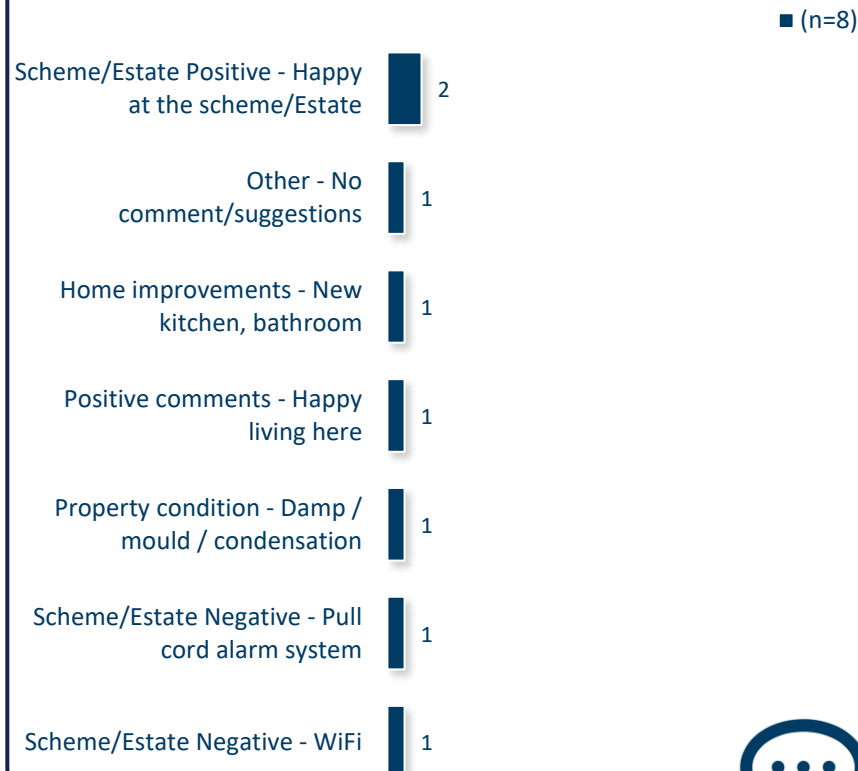 (n=8)
Scheme/Estate Positive - Happy
at the scheme/Estate
2
Other - No
comment/suggestions
1
Home improvements - New
kitchen, bathroom
1
Positive comments - Happy
living here
1
Property condition - Damp /
mould / condensation
1
Scheme/Estate Negative - Pull
cord alarm system
1
Scheme/Estate Negative - WiFi
1